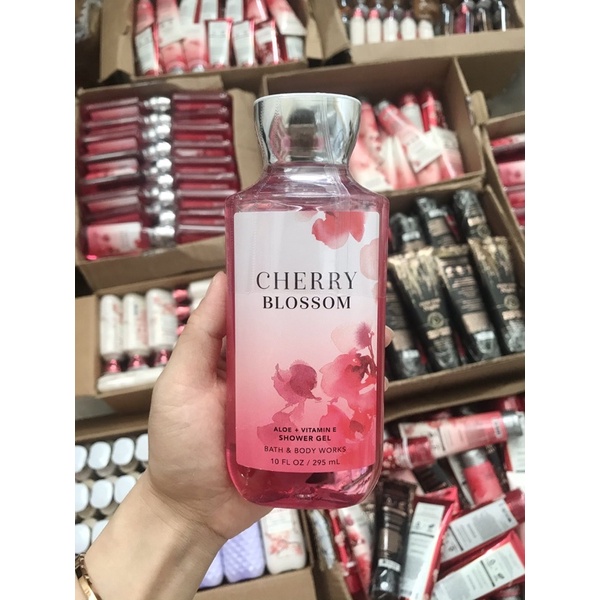 CHERRY
BLOSSOM
ALOE + VITAMIN E
SHOWER GEL
BATH & BODY WORKS
10 FL OZ / 295 mL